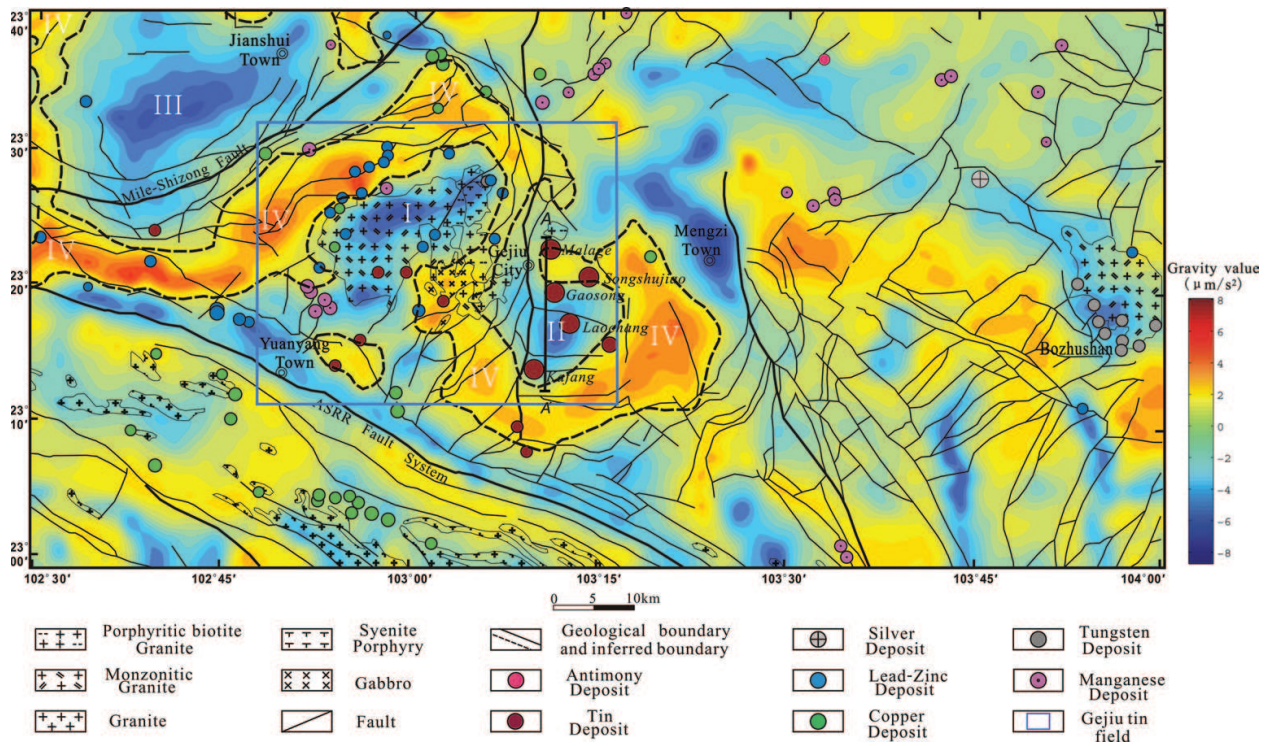 23°
40′
IV
IV
Jianshui
Town
III
IV
23°
30′
Mile-Shizong Fault
I
IV
IV
A
Gejiu
City
Malage
Mengzi
Town
23°
20′
Songshujiao
Gaosong
Gravity value
(μm/s²)
8
6
4
2
0
-2
-4
-6
-8
Laochang
II
IV
Yuanyang
Town
IV
Kafang
Bozhushan
A′
23°
10′
ASRR Fault System
23°
00′
102°30′
102°45′
103°00′
103°15′
103°30′
103°45′
104°00′
0 5 10km
Porphyritic biotite
Granite
Syenite
Porphyry
Geological boundary
and inferred boundary
Silver
Deposit
Tungsten
Deposit
Monzonitic
Granite
Gabbro
Antimony
Deposit
Lead-Zinc
Deposit
Manganese
Deposit
Granite
Fault
Tin
Deposit
Copper
Deposit
Gejiu tin
field